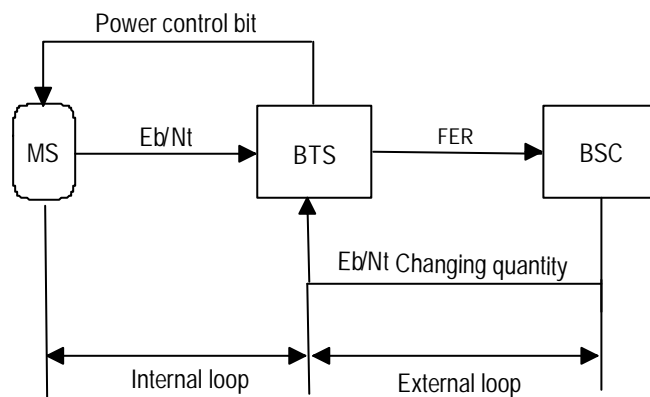 Power control bit
MS
Eb/Nt
BTS
FER
BSC
Eb/Nt Changing quantity
Internal loop
External loop